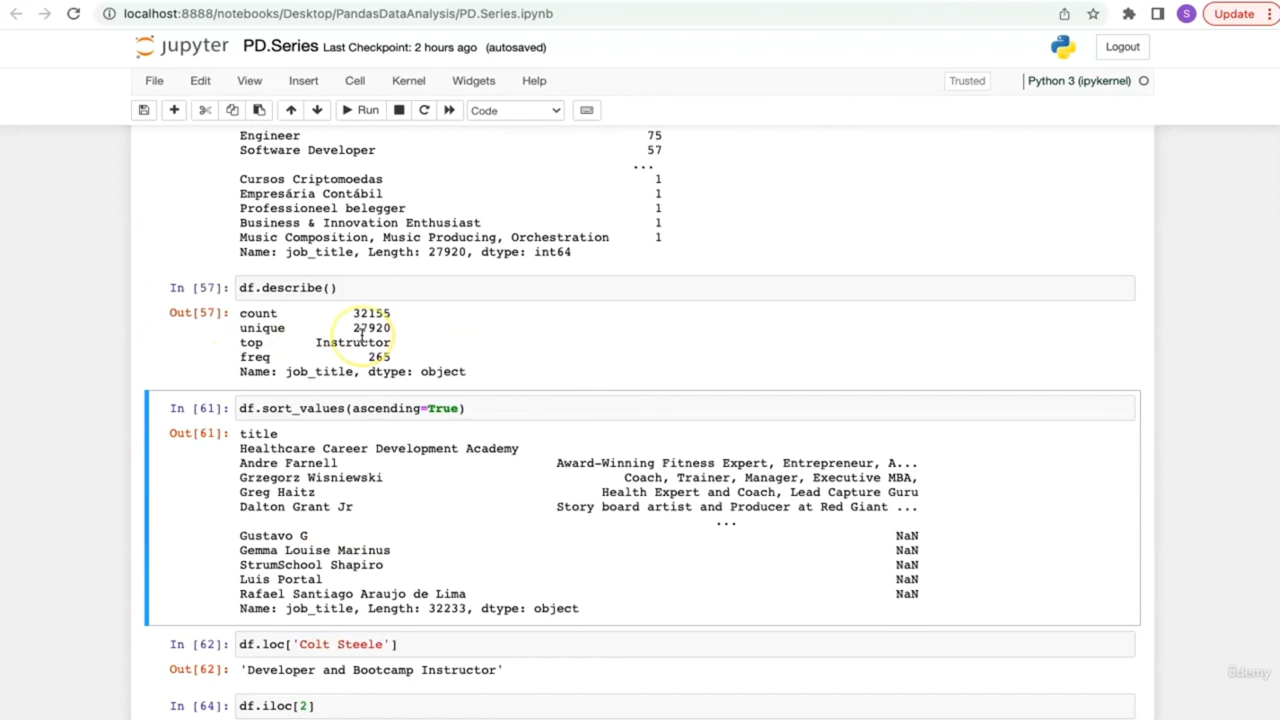 localhost:8888/notebooks/Desktop/PandasDataAnalysis/PD.Series.ipynb
S
Update
jupyter PD.Series Last Checkpoint: 2 hours ago (autosaved)
Logout
File Edit View Insert Cell Kernel Widgets Help
Trusted
Python 3 (ipykernel)
Run
Code
Engineer 75
Software Developer 57
...
Cursos Criptomoedas 1
Empresária Contábil 1
Professioneel belegger 1
Business & Innovation Enthusiast 1
Music Composition, Music Producing, Orchestration 1
Name: job_title, Length: 27920, dtype: int64
In [57]: df.describe()
Out[57]: count 32155
unique 27920
top Instructor
freq 265
Name: job_title, dtype: object
In [61]: df.sort_values(ascending=True)
Out[61]: title
Healthcare Career Development Academy
Andre Farnell Award-Winning Fitness Expert, Entrepreneur, A...
Grzegorz Wisniewski Coach, Trainer, Manager, Executive MBA,
Greg Haitz Health Expert and Coach, Lead Capture Guru
Dalton Grant Jr Story board artist and Producer at Red Giant ...
...
Gustavo G NaN
Gemma Louise Marinus NaN
StrumSchool Shapiro NaN
Luis Portal NaN
Rafael Santiago Araujo de Lima NaN
Name: job_title, Length: 32233, dtype: object
In [62]: df.loc['Colt Steele']
Out[62]: 'Developer and Bootcamp Instructor'
ûdemy
In [64]: df.iloc[2]